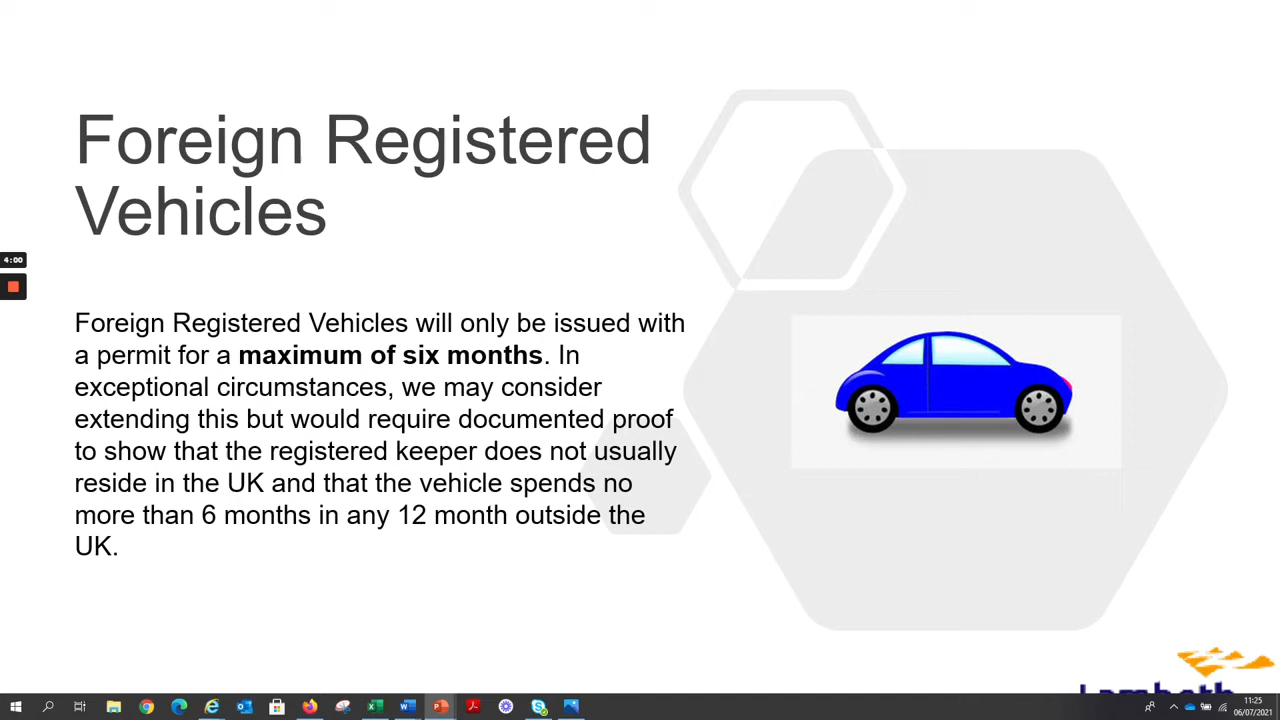 Foreign Registered
Vehicles
4:00
Foreign Registered Vehicles will only be issued with
a permit for a maximum of six months. In
exceptional circumstances, we may consider
extending this but would require documented proof
to show that the registered keeper does not usually
reside in the UK and that the vehicle spends no
more than 6 months in any 12 month outside the
UK.
Lambeth
11:25
06/07/2021